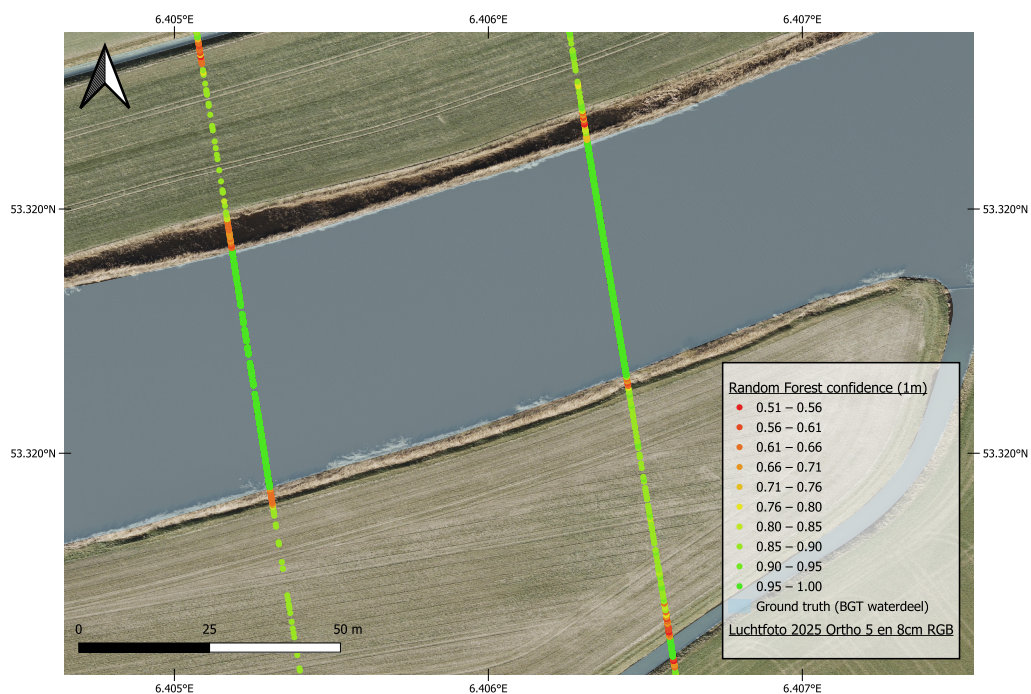 6.405°E 6.406°E 6.407°E
53.320°N 53.320°N
53.320°N 53.320°N
Random Forest confidence (1m)
0.51 – 0.56
0.56 – 0.61
0.61 – 0.66
0.66 – 0.71
0.71 – 0.76
0.76 – 0.80
0.80 – 0.85
0.85 – 0.90
0.90 – 0.95
0.95 – 1.00
Ground truth (BGT waterdeel)
Luchtfoto 2025 Ortho 5 en 8cm RGB
0 25 50 m
6.405°E 6.406°E 6.407°E